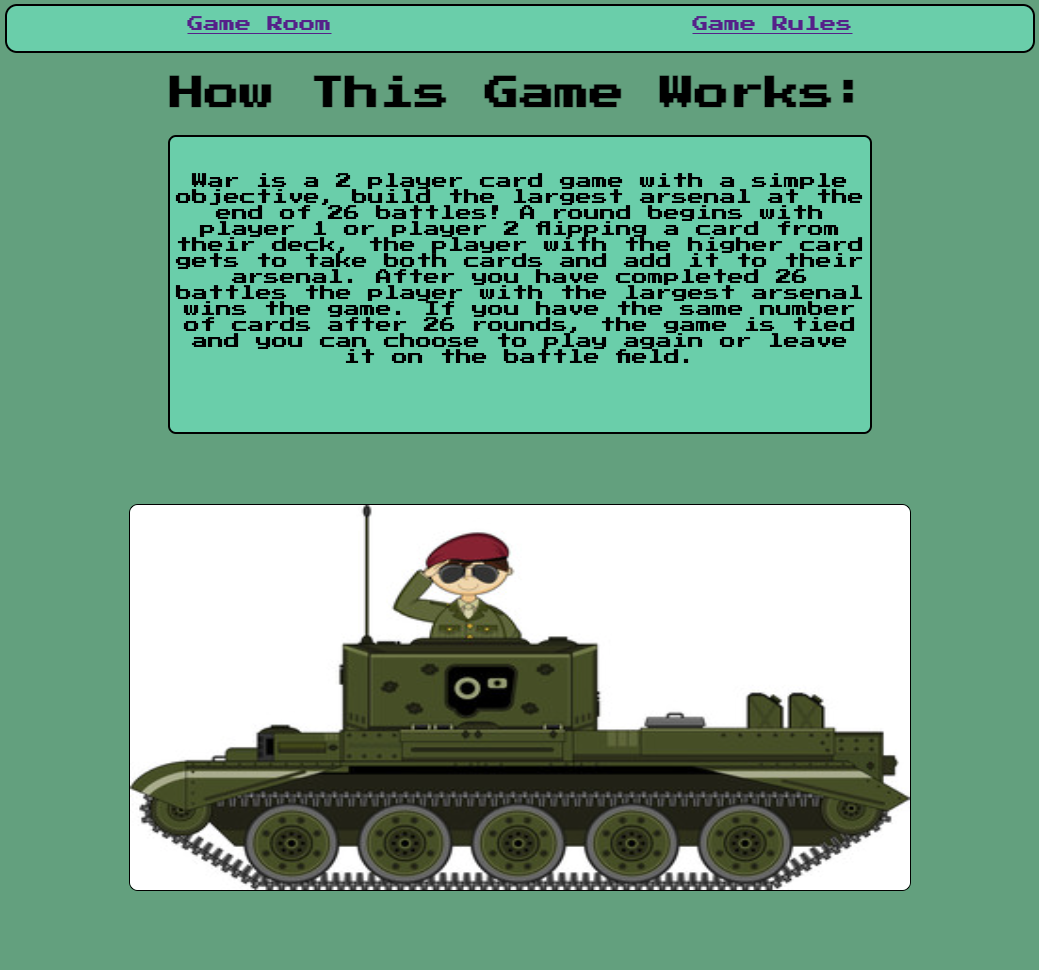 Game Room
Game Rules
How This Game Works:
War is a 2 player card game with a simple
objective, build the largest arsenal at the
end of 26 battles! A round begins with
player 1 or player 2 flipping a card from
their deck, the player with the higher card
gets to take both cards and add it to their
arsenal. After you have completed 26
battles the player with the largest arsenal
wins the game. If you have the same number
of cards after 26 rounds, the game is tied
and you can choose to play again or leave
it on the battle field.